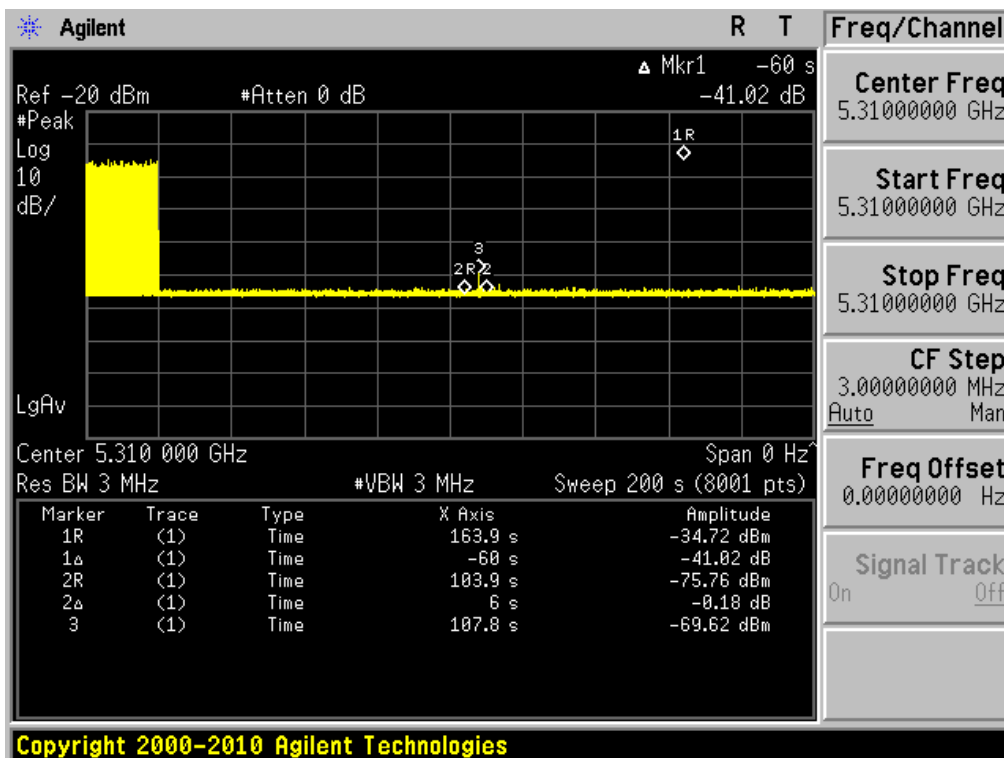 Agilent R T
Δ Mkr1 -60 s
Ref -20 dBm #Atten 0 dB -41.02 dB
#Peak
Log
10
dB/
1R
3
2R 2
LgAv
Center 5.310 000 GHz Span 0 Hz^
Res BW 3 MHz #VBW 3 MHz Sweep 200 s (8001 pts)
Marker Trace Type X Axis Amplitude
1R (1) Time 163.9 s -34.72 dBm
1Δ (1) Time -60 s -41.02 dB
2R (1) Time 103.9 s -75.76 dBm
2Δ (1) Time 6 s -0.18 dB
3 (1) Time 107.8 s -69.62 dBm
Freq/Channel
Center Freq
5.31000000 GHz
Start Freq
5.31000000 GHz
Stop Freq
5.31000000 GHz
CF Step
3.00000000 MHz
Auto Man
Freq Offset
0.00000000 Hz
Signal Track
On Off
Copyright 2000-2010 Agilent Technologies